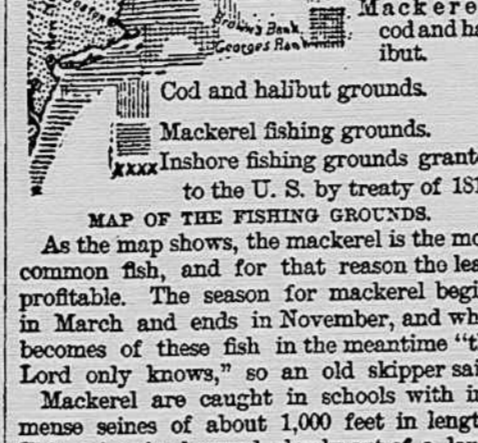 Mackere
Brown's Bank
cod and ha
Georges Bank
ibut.
Cod and halibut grounds.
Mackerel fishing grounds.
xxxx Inshore fishing grounds grant
to the U. S. by treaty of 181
MAP OF THE FISHING GROUNDS.
As the map shows, the mackerel is the mo
common fish, and for that reason the lea
profitable. The season for mackerel begi
in March and ends in November, and wh
becomes of these fish in the meantime "t
Lord only knows," so an old skipper sai
Mackerel are caught in schools with i
mense seines of about 1,000 feet in lengt